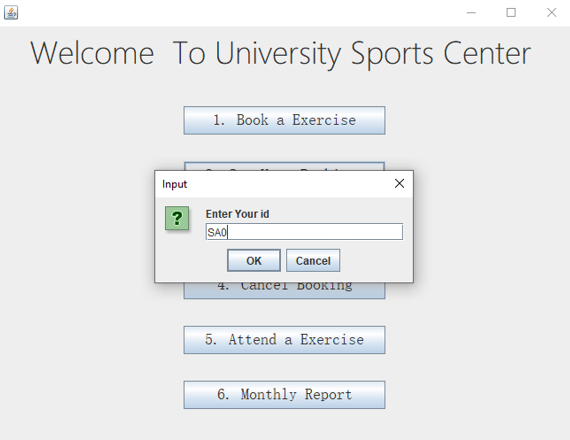 Welcome To University Sports Center
1. Book a Exercise
Input
Enter Your id
SA0
OK Cancel
4. Cancel Booking
5. Attend a Exercise
6. Monthly Report